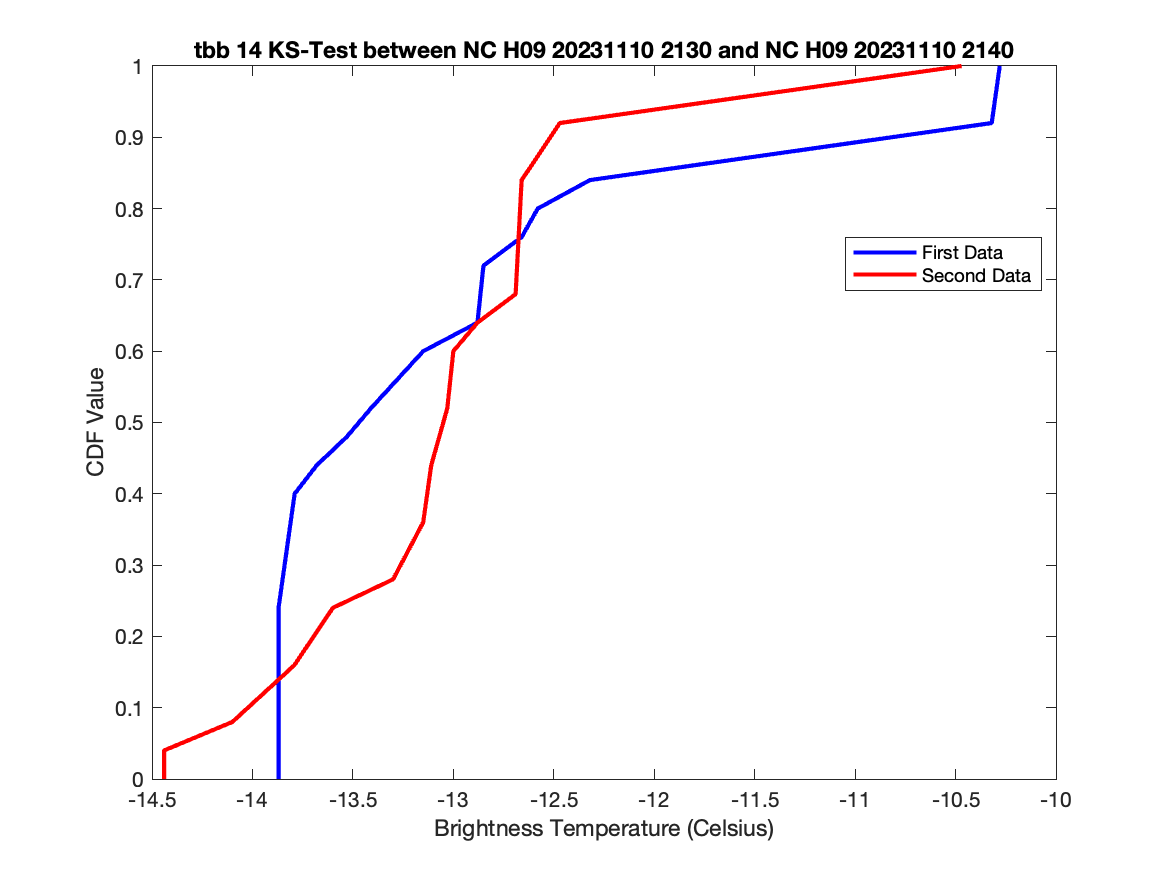 tbb 14 KS-Test between NC H09 20231110 2130 and NC H09 20231110 2140
1
0.9
0.8
0.7
0.6
0.5
0.4
0.3
0.2
0.1
0
CDF Value
First Data
Second Data
-14.5 -14 -13.5 -13 -12.5 -12 -11.5 -11 -10.5 -10
Brightness Temperature (Celsius)